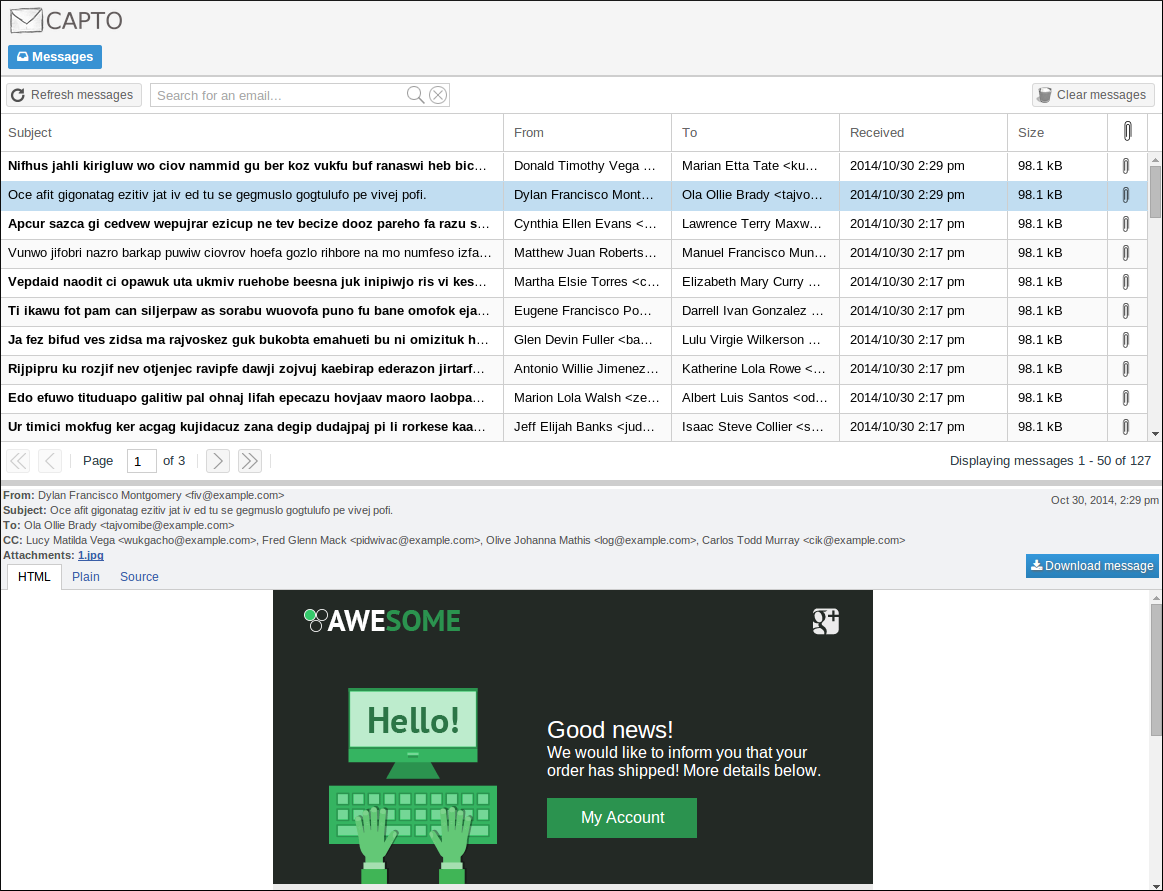 CAPTO
Messages
Refresh messages Search for an email... Clear messages
Subject From To Received Size
Nifhus jahli kirigluw wo ciov nammid gu ber koz vukfu buf ranaswi heb bic… Donald Timothy Vega … Marian Etta Tate <ku… 2014/10/30 2:29 pm 98.1 kB
Oce afit gigonatag ezitiv jat iv ed tu se gegmuslo gogtulufo pe vivej pofi. Dylan Francisco Mont… Ola Ollie Brady <tajvo… 2014/10/30 2:29 pm 98.1 kB
Apcur sazca gi cedvew wepujrar ezicup ne tev becize dooz pareho fa razu s… Cynthia Ellen Evans <… Lawrence Terry Maxw… 2014/10/30 2:17 pm 98.1 kB
Vunwo jifobri nazro barkap puwiw ciovrov hoefa gozlo rihbore na mo numfeso izfa… Matthew Juan Roberts… Manuel Francisco Mun… 2014/10/30 2:17 pm 98.1 kB
Vepdaid naodit ci opawuk uta ukmiv ruehobe beesna juk inipiwjo ris vi kes… Martha Elsie Torres <c… Elizabeth Mary Curry … 2014/10/30 2:17 pm 98.1 kB
Ti ikawu fot pam can siljerpaw as sorabu wuovofa puno fu bane omofok eja… Eugene Francisco Po… Darrell Ivan Gonzalez … 2014/10/30 2:17 pm 98.1 kB
Ja fez bifud ves zidsa ma rajvoskez guk bukobta emahueti bu ni omizituk h… Glen Devin Fuller <ba… Lulu Virgie Wilkerson … 2014/10/30 2:17 pm 98.1 kB
Rijpipru ku rozjif nev otjenjec ravipfe dawji zojvuj kaebirap ederazon jirtarf… Antonio Willie Jimenez… Katherine Lola Rowe <… 2014/10/30 2:17 pm 98.1 kB
Edo efuwo tituduapo galitiw pal ohnaj lifah epecazu hovjaav maoro laobpa… Marion Lola Walsh <ze… Albert Luis Santos <od… 2014/10/30 2:17 pm 98.1 kB
Ur timici mokfug ker acgag kujidacuz zana degip dudajpaj pi li rorkese kaa… Jeff Elijah Banks <jud… Isaac Steve Collier <s… 2014/10/30 2:17 pm 98.1 kB
Page 1 of 3 Displaying messages 1 - 50 of 127
From: Dylan Francisco Montgomery <fiv@example.com> Oct 30, 2014, 2:29 pm
Subject: Oce afit gigonatag ezitiv jat iv ed tu se gegmuslo gogtulufo pe vivej pofi.
To: Ola Ollie Brady <tajvomibe@example.com>
CC: Lucy Matilda Vega <wukgacho@example.com>, Fred Glenn Mack <pidwivac@example.com>, Olive Johanna Mathis <log@example.com>, Carlos Todd Murray <cik@example.com>
Attachments: 1.jpg
Download message
HTML Plain Source
AWESOME g+
Hello!
Good news!
We would like to inform you that your
order has shipped! More details below.
My Account